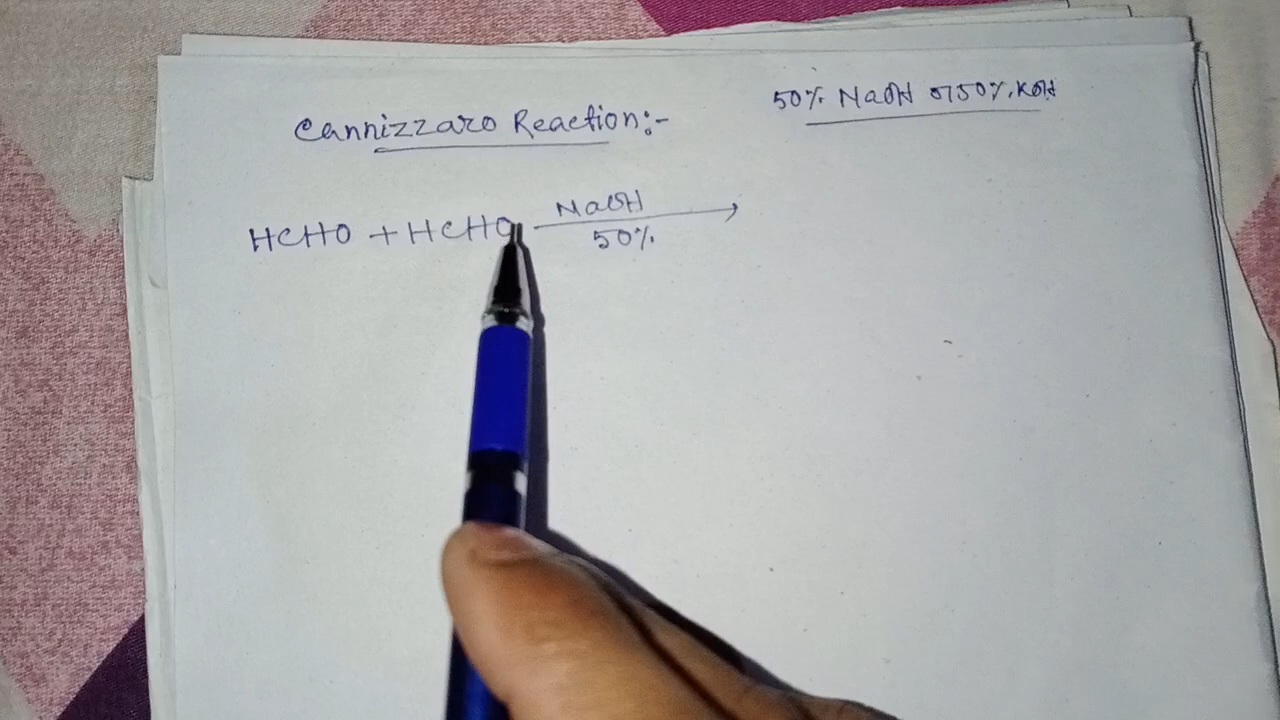 50% NaOH or 50% KOH
Cannizzaro Reaction:-
HCHO + HCHO NaOH
50%